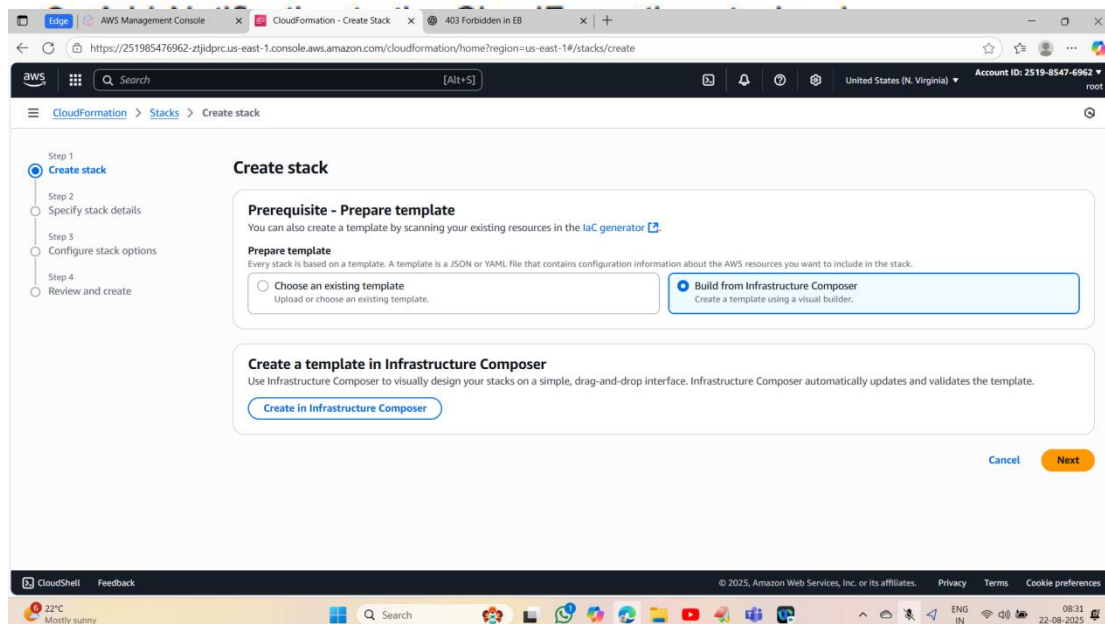 Edge
AWS Management Console
CloudFormation - Create Stack
403 Forbidden in EB
https://251985476962-ztjidprc.us-east-1.console.aws.amazon.com/cloudformation/home?region=us-east-1#/stacks/create
aws
Search
[Alt+S]
United States (N. Virginia)
Account ID: 2519-8547-6962
root
CloudFormation > Stacks > Create stack
Step 1
Create stack
Step 2
Specify stack details
Step 3
Configure stack options
Step 4
Review and create
Create stack
Prerequisite - Prepare template
You can also create a template by scanning your existing resources in the IaC generator.
Prepare template
Every stack is based on a template. A template is a JSON or YAML file that contains configuration information about the AWS resources you want to include in the stack.
Choose an existing template
Upload or choose an existing template.
Build from Infrastructure Composer
Create a template using a visual builder.
Create a template in Infrastructure Composer
Use Infrastructure Composer to visually design your stacks on a simple, drag-and-drop interface. Infrastructure Composer automatically updates and validates the template.
Create in Infrastructure Composer
Cancel
Next
CloudShell
Feedback
© 2025, Amazon Web Services, Inc. or its affiliates.
Privacy
Terms
Cookie preferences
6
22°C
Mostly sunny
Search
ENG
IN
08:31
22-08-2025